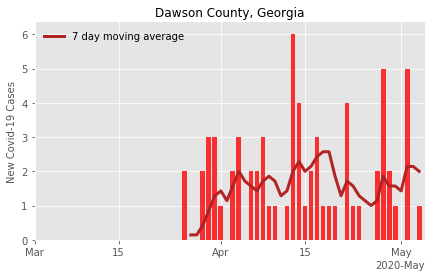 Dawson County, Georgia
7 day moving average
New Covid-19 Cases
6
5
4
3
2
1
0
Mar
15
Apr
15
May
2020-May